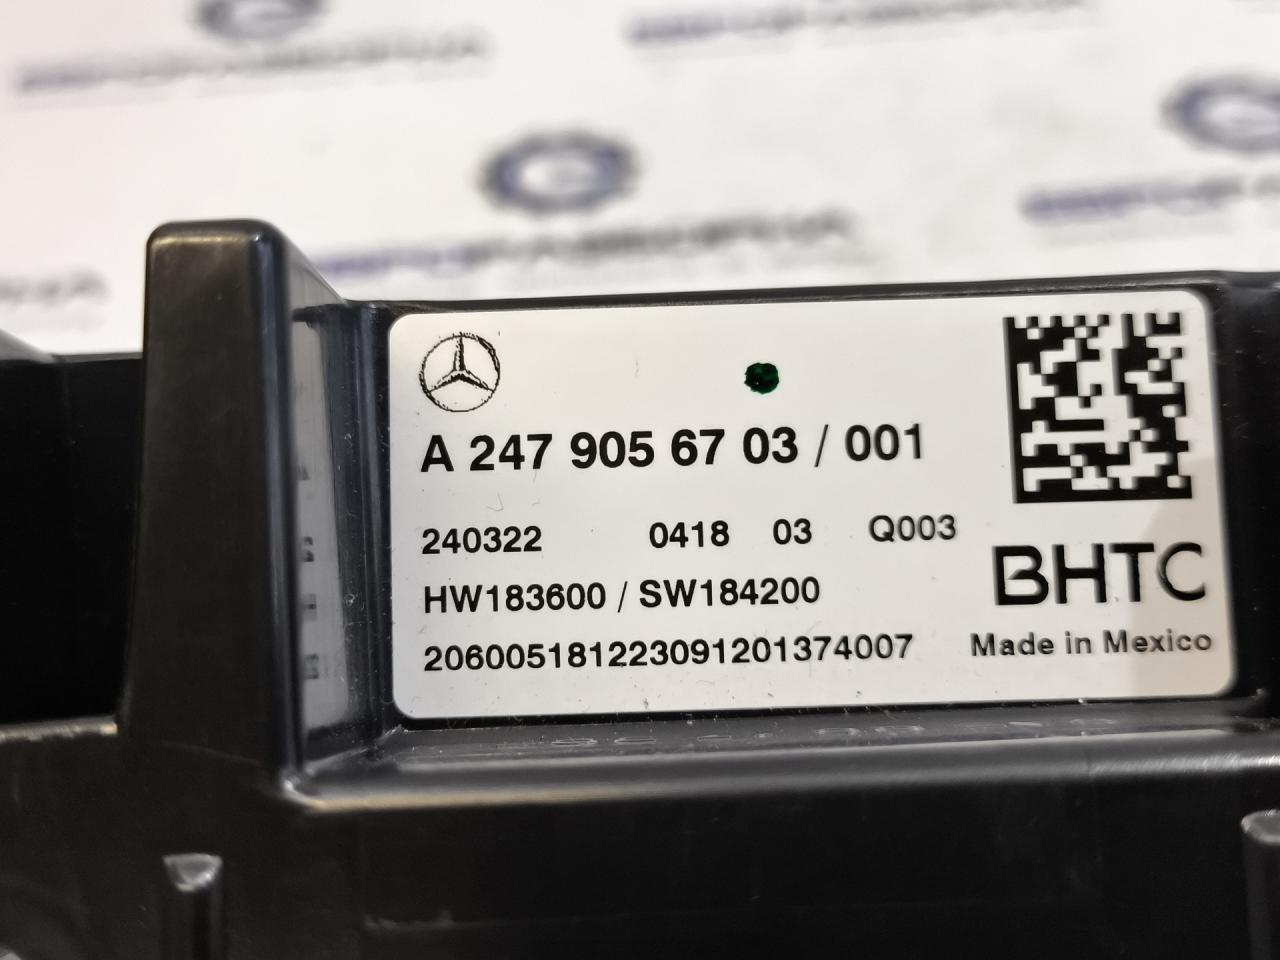 A 247 905 67 03 / 001
240322 0418 03 Q003
HW183600 / SW184200
206005181223091201374007
BHTC
Made in Mexico